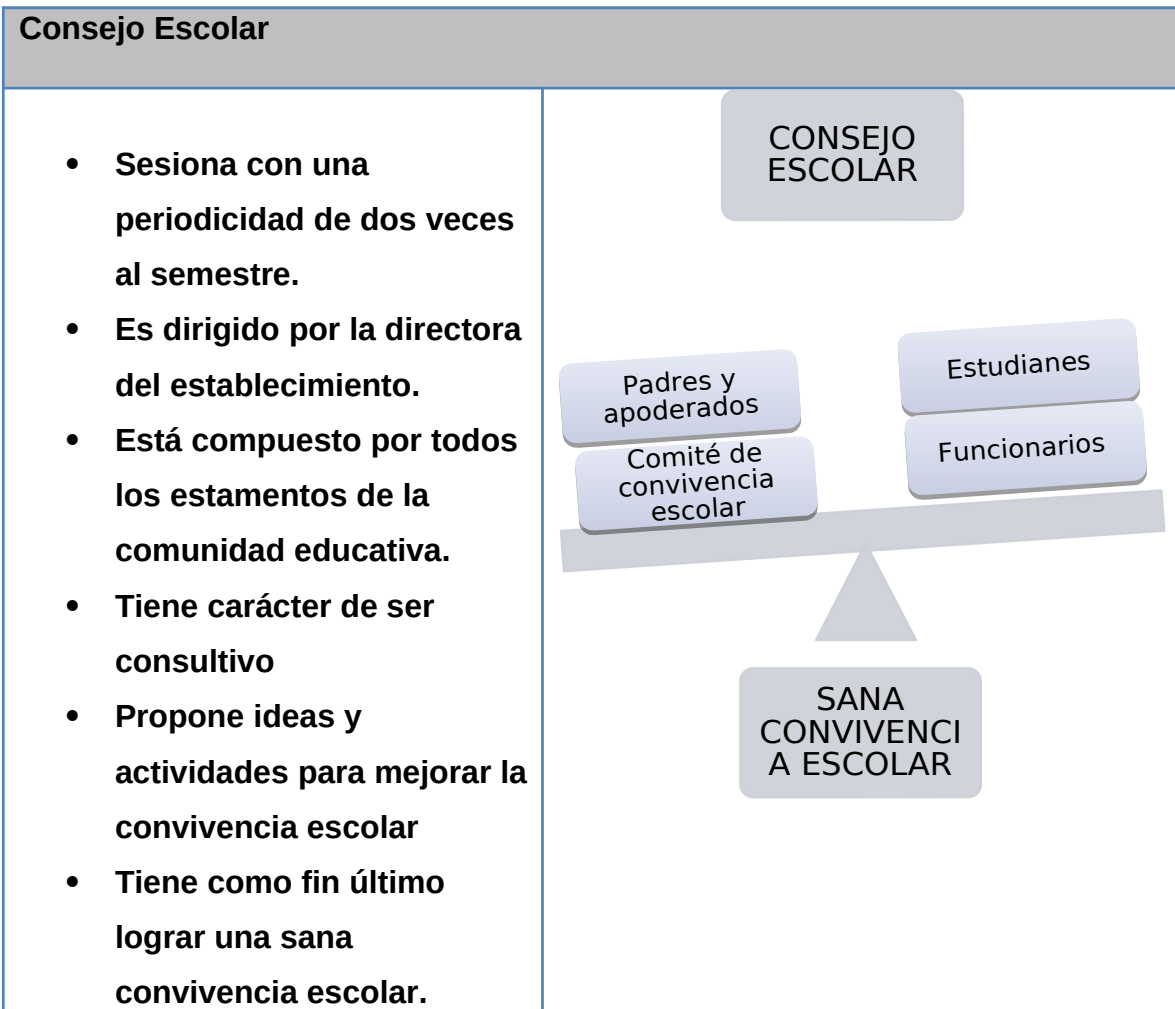 Consejo Escolar
• Sesiona con una
periodicidad de dos veces
al semestre.
• Es dirigido por la directora
del establecimiento.
• Está compuesto por todos
los estamentos de la
comunidad educativa.
• Tiene carácter de ser
consultivo
• Propone ideas y
actividades para mejorar la
convivencia escolar
• Tiene como fin último
lograr una sana
convivencia escolar.
CONSEJO
ESCOLAR
Padres y
apoderados
Comité de
convivencia
escolar
Estudianes
Funcionarios
SANA
CONVIVENCI
A ESCOLAR